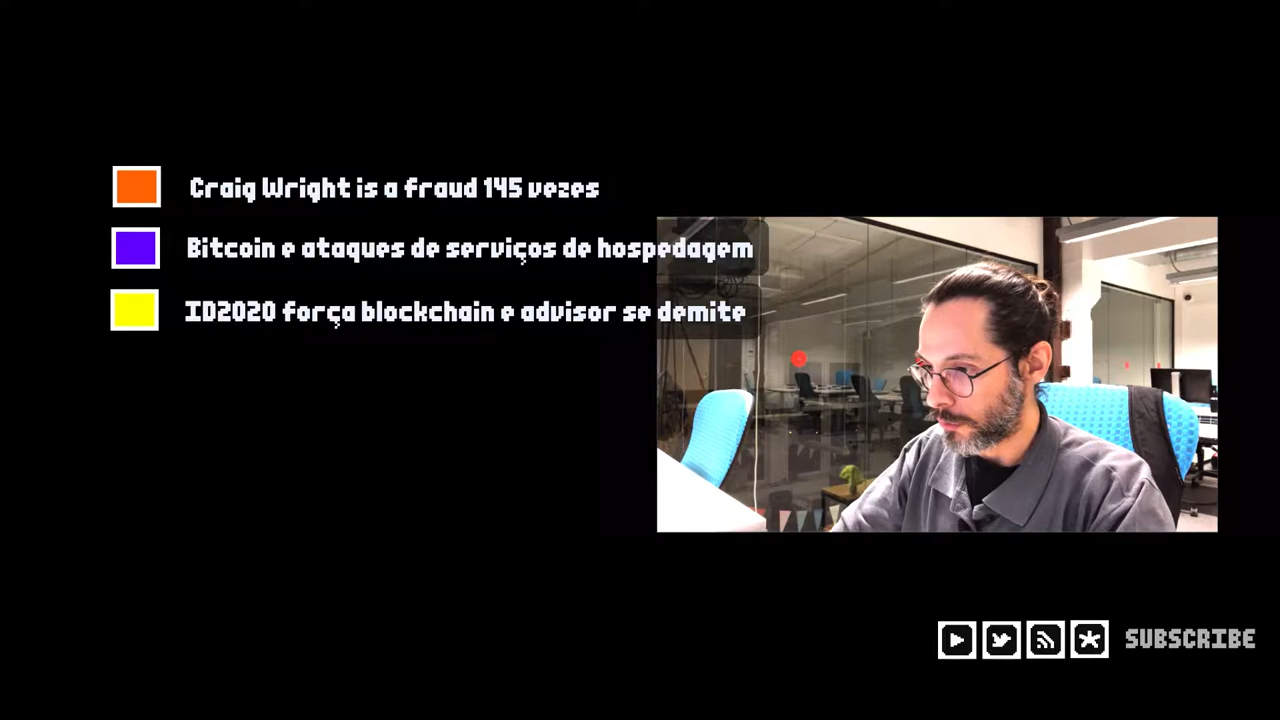 Craig Wright is a fraud 145 vezes
Bitcoin e ataques de serviços de hospedagem
ID2020 força blockchain e advisor se demite
SUBSCRIBE